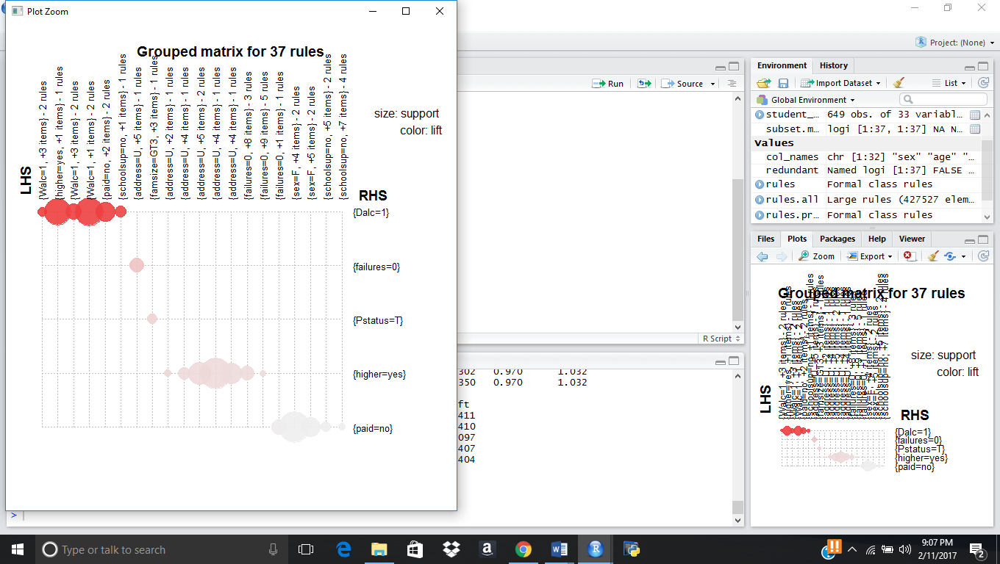 Plot Zoom
Grouped matrix for 37 rules
{Walc=1, +3 items} - 2 rules
{higher=yes, +1 items} - 1 rules
{Walc=1, +3 items} - 2 rules
{Walc=1, +1 items} - 2 rules
{paid=no, +2 items} - 2 rules
{schoolsup=no, +1 items} - 1 rules
{address=U, +5 items} - 1 rules
{famsize=GT3, +3 items} - 1 rules
{address=U, +2 items} - 1 rules
{address=U, +4 items} - 1 rules
{address=U, +5 items} - 2 rules
{address=U, +4 items} - 1 rules
{address=U, +4 items} - 1 rules
{failures=0, +8 items} - 3 rules
{failures=0, +9 items} - 5 rules
{failures=0, +1 items} - 1 rules
{sex=F, +4 items} - 2 rules
{sex=F, +5 items} - 2 rules
{schoolsup=no, +5 items} - 2 rules
{schoolsup=no, +7 items} - 4 rules
size: support
color: lift
LHS
RHS
{Dalc=1}
{failures=0}
{Pstatus=T}
{higher=yes}
{paid=no}
Project: (None)
Run
Source
R Script
302 0.970 1.032
350 0.970 1.032
ft
411
410
097
407
404
>
Environment History
Import Dataset List
Global Environment
student_... 649 obs. of 33 variabl...
subset.m... logi [1:37, 1:37] NA N...
Values
col_names chr [1:32] "sex" "age" "...
redundant Named logi [1:37] FALSE ...
rules Formal class rules
rules.all Large rules (427527 elem...
rules.pr... Formal class rules
Files Plots Packages Help Viewer
Zoom Export
Grouped matrix for 37 rules
size: support
color: lift
LHS
RHS
{Dalc=1}
{failures=0}
{Pstatus=T}
{higher=yes}
{paid=no}
Type or talk to search
9:07 PM
2/11/2017
2